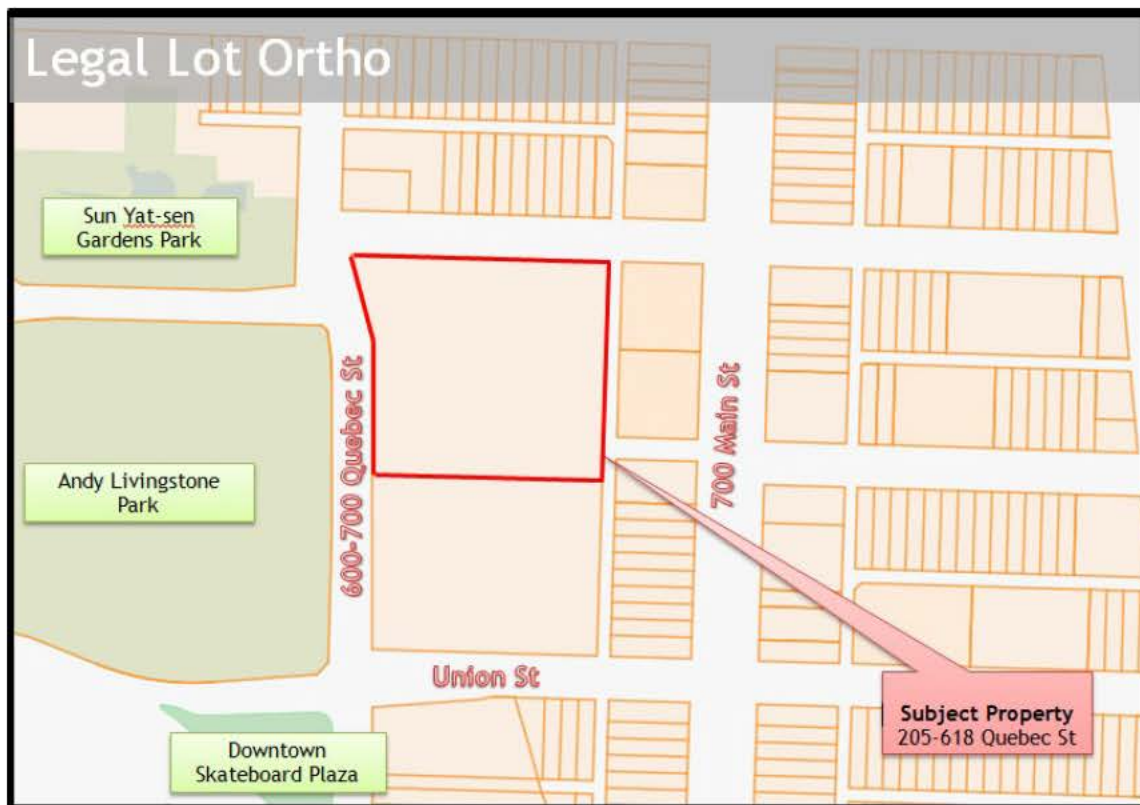 Legal Lot Ortho
Sun Yat-sen
Gardens Park
600-700 Quebec St
700 Main St
Andy Livingstone
Park
Union St
Subject Property
205-618 Quebec St
Downtown
Skateboard Plaza